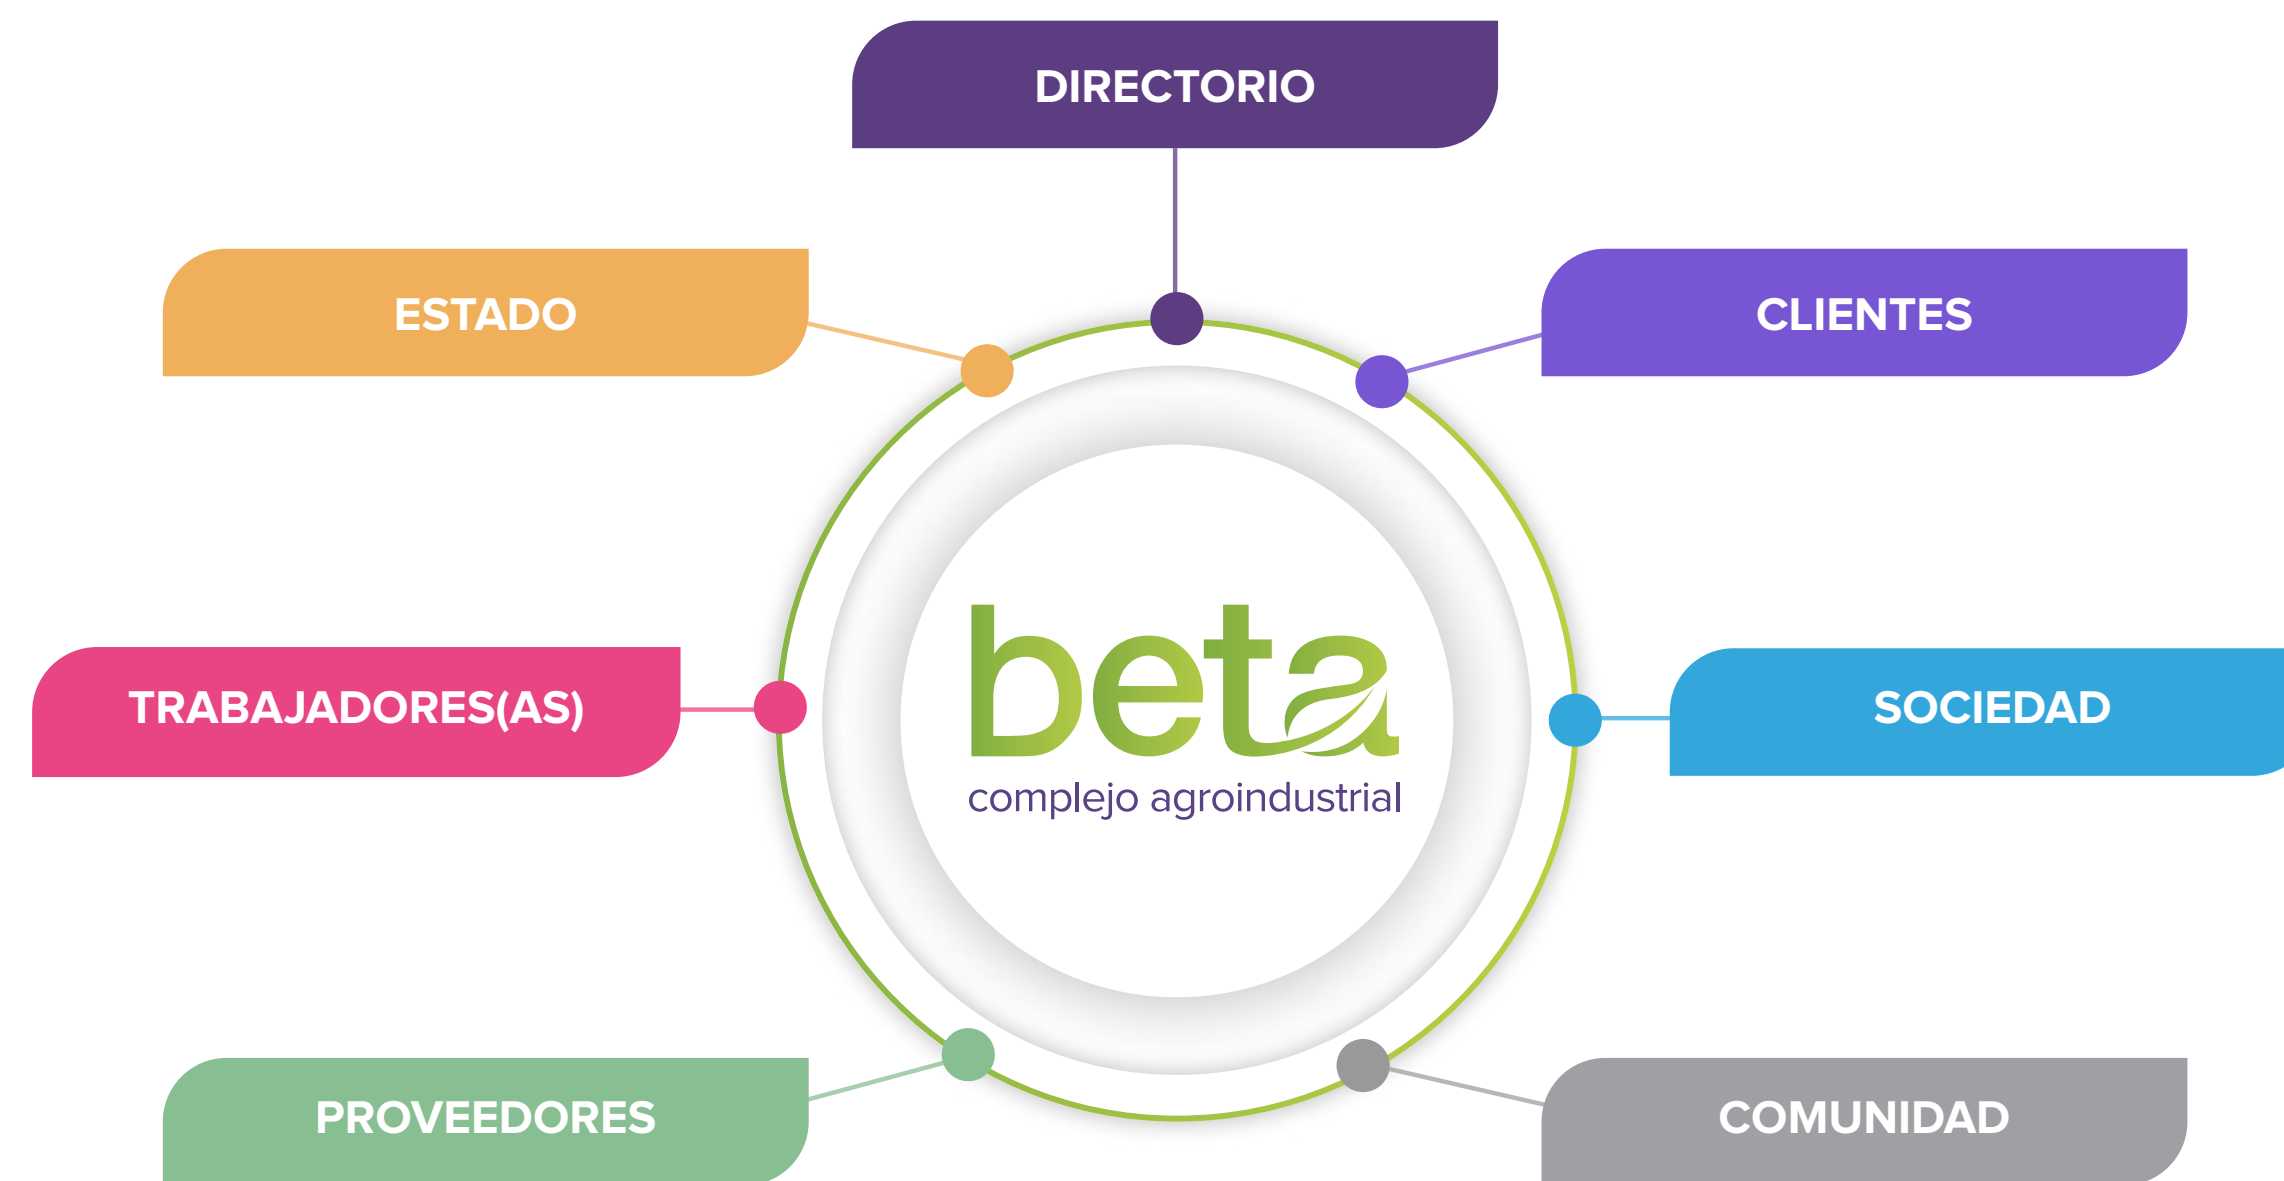 DIRECTORIO
ESTADO
CLIENTES
beta
complejo agroindustrial
TRABAJADORES(AS)
SOCIEDAD
PROVEEDORES
COMUNIDAD